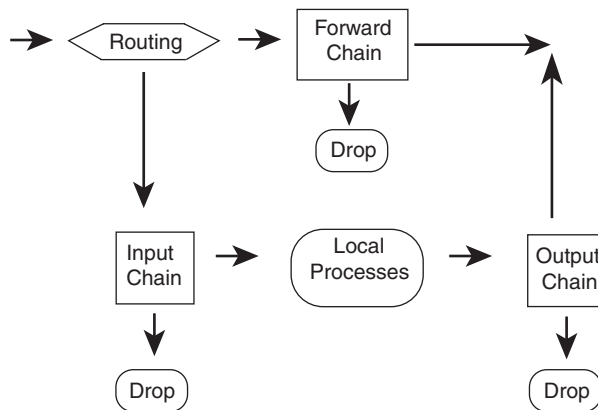 Routing
Forward
Chain
Drop
Input
Chain
Local
Processes
Output
Chain
Drop
Drop